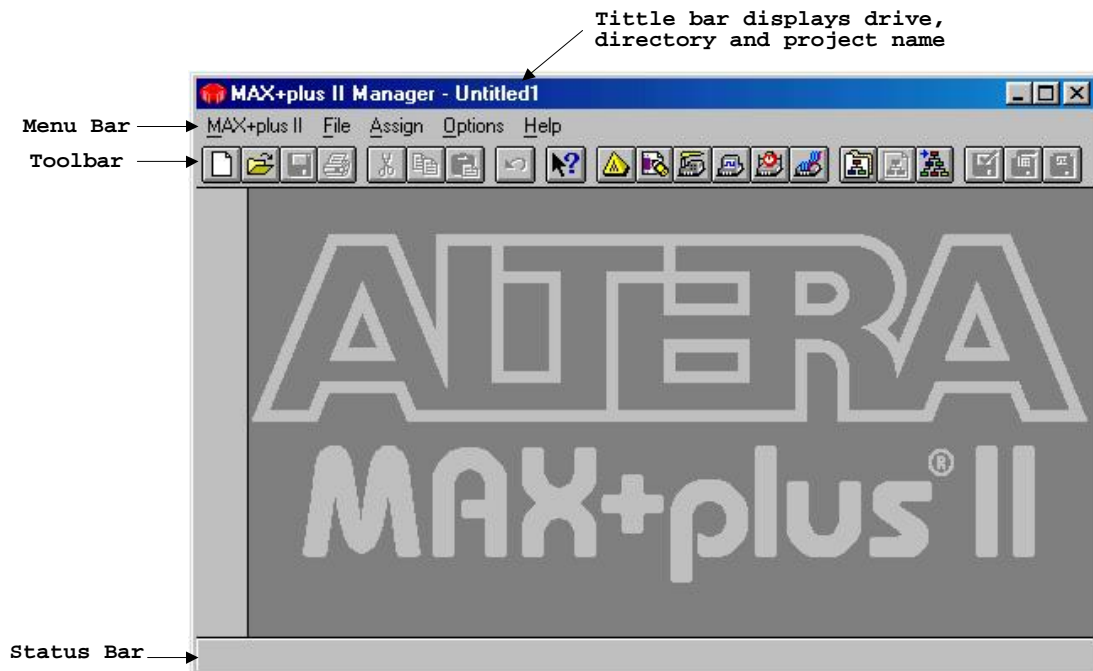 Tittle bar displays drive,
directory and project name
MAX+plus II Manager - Untitled1
Menu Bar
MAX+plus II File Assign Options Help
Toolbar
ALTERA
MAX+plus® II
Status Bar